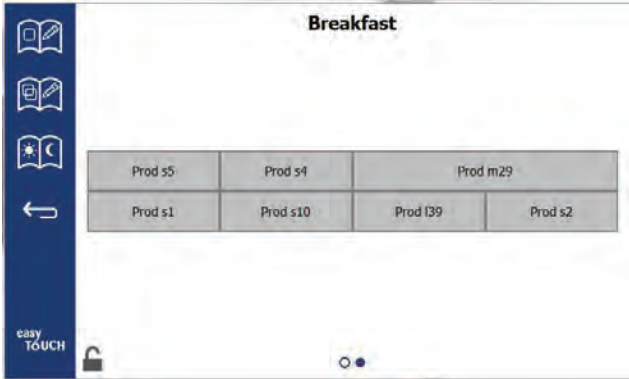 Breakfast
Prod s5 Prod s4 Prod m29
Prod s1 Prod s10 Prod l39 Prod s2
easy
TOUCH